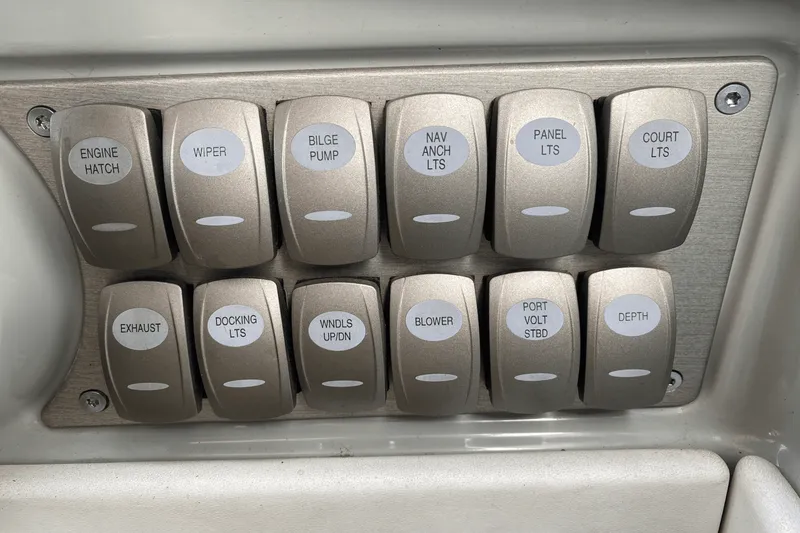 ENGINE
HATCH
WIPER
BILGE
PUMP
NAV
ANCH
LTS
PANEL
LTS
COURT
LTS
EXHAUST
DOCKING
LTS
WNDLS
UP/DN
BLOWER
PORT
VOLT
STBD
DEPTH